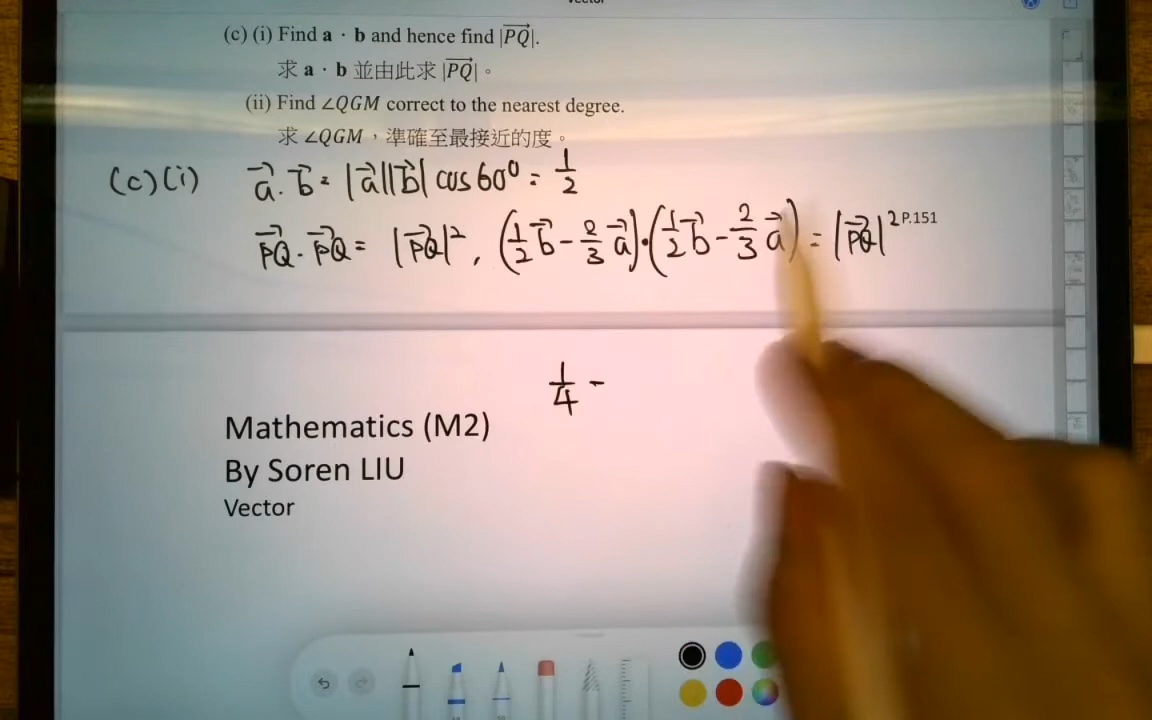 (c) (i) Find a · b and hence find |PQ|.
求 a · b 並由此求 |PQ|。
(ii) Find ∠QGM correct to the nearest degree.
求 ∠QGM，準確至最接近的度。
(c)(i) a⃗ . b⃗ = |a⃗||b⃗| cos 60° = 1/2
PQ⃗ . PQ⃗ = |PQ⃗|², (1/2 b⃗ - 2/3 a⃗)·(1/2 b⃗ - 2/3 a⃗) = |PQ⃗|²
P.151
1/4 -
Mathematics (M2)
By Soren LIU
Vector